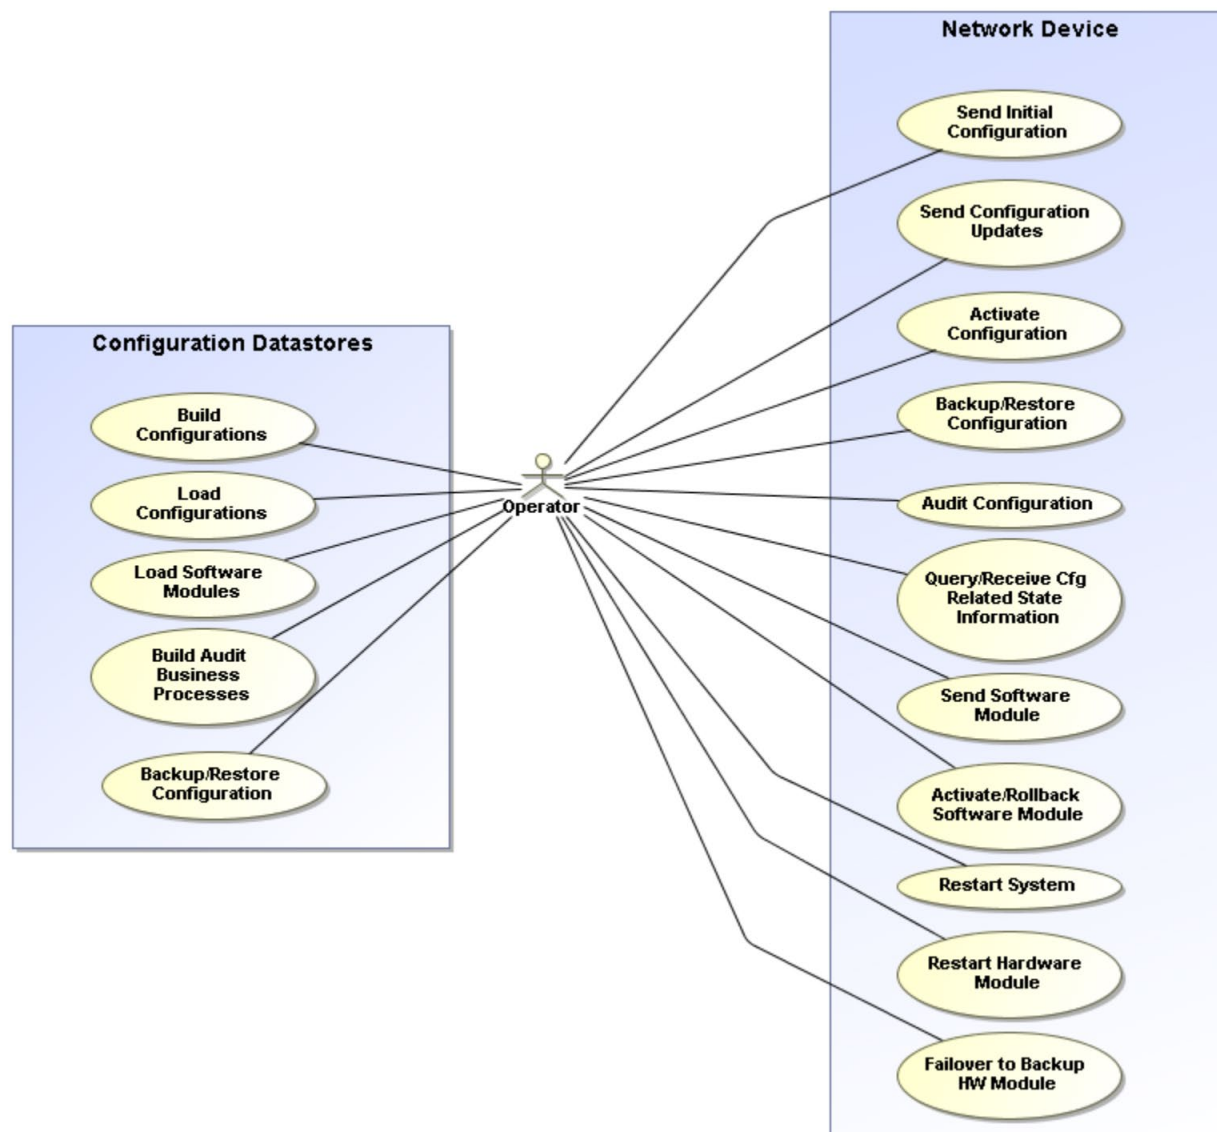 Network Device
Send Initial
Configuration
Send Configuration
Updates
Activate
Configuration
Backup/Restore
Configuration
Audit Configuration
Query/Receive Cfg
Related State
Information
Send Software
Module
Activate/Rollback
Software Module
Restart System
Restart Hardware
Module
Failover to Backup
HW Module
Configuration Datastores
Build
Configurations
Load
Configurations
Load Software
Modules
Build Audit
Business
Processes
Backup/Restore
Configuration
Operator